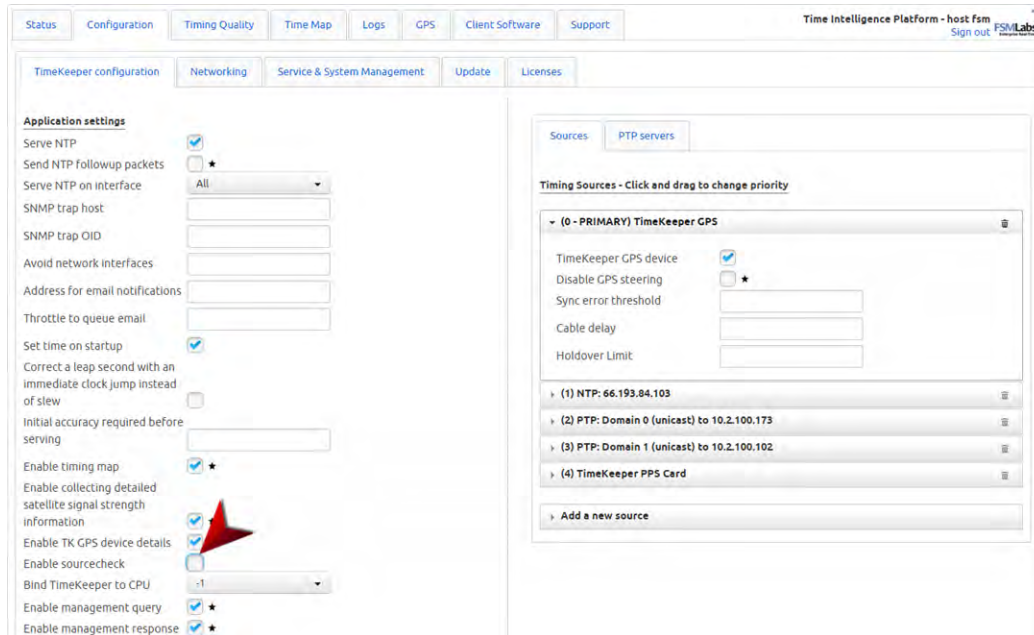 Status
Configuration
Timing Quality
Time Map
Logs
GPS
Client Software
Support
Time Intelligence Platform - host fsm
Sign out
FSMLabs
TimeKeeper configuration
Networking
Service & System Management
Update
Licenses
Application settings
Serve NTP
Send NTP followup packets
Serve NTP on interface
All
SNMP trap host
SNMP trap OID
Avoid network interfaces
Address for email notifications
Throttle to queue email
Set time on startup
Correct a leap second with an
immediate clock jump instead
of slew
Initial accuracy required before
serving
Enable timing map
Enable collecting detailed
satellite signal strength
information
Enable TK GPS device details
Enable sourcecheck
Bind TimeKeeper to CPU
-1
Enable management query
Enable management response
Sources
PTP servers
Timing Sources - Click and drag to change priority
(0 - PRIMARY) TimeKeeper GPS
TimeKeeper GPS device
Disable GPS steering
Sync error threshold
Cable delay
Holdover Limit
(1) NTP: 66.193.84.103
(2) PTP: Domain 0 (unicast) to 10.2.100.173
(3) PTP: Domain 1 (unicast) to 10.2.100.102
(4) TimeKeeper PPS Card
Add a new source